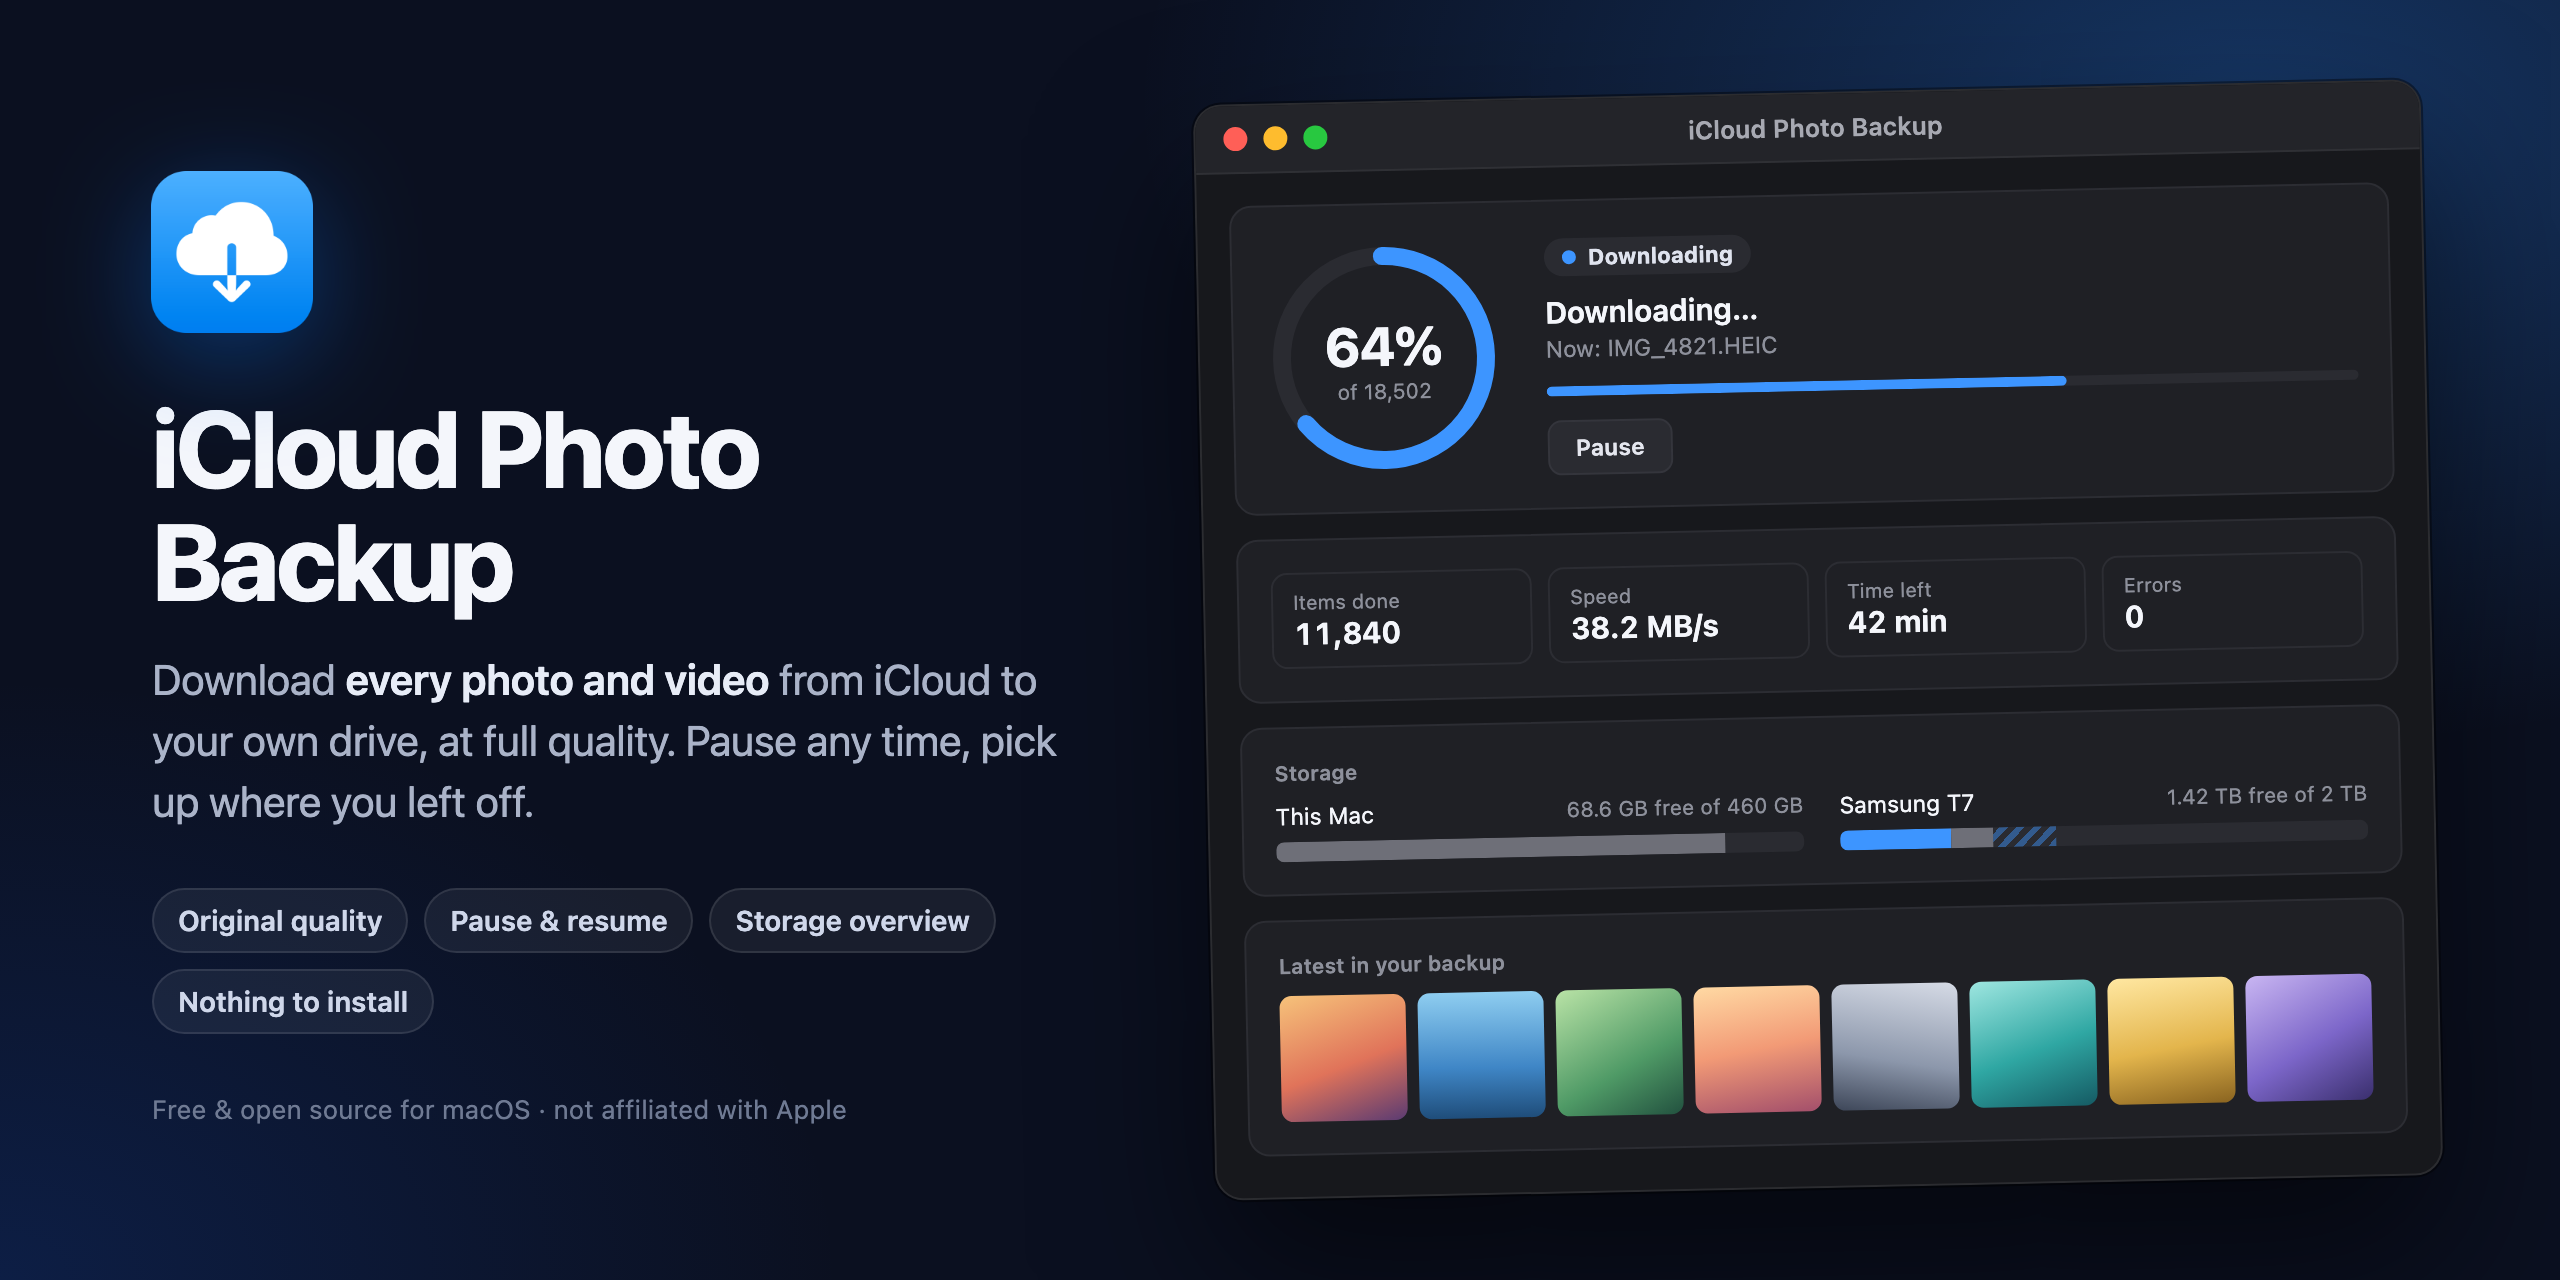 iCloud Photo
Backup
Download every photo and video from iCloud to
your own drive, at full quality. Pause any time, pick
up where you left off.
Original quality
Pause & resume
Storage overview
Nothing to install
Free & open source for macOS · not affiliated with Apple
iCloud Photo Backup
64%
of 18,502
Downloading
Downloading...
Now: IMG_4821.HEIC
Pause
Items done
11,840
Speed
38.2 MB/s
Time left
42 min
Errors
0
Storage
This Mac
68.6 GB free of 460 GB
Samsung T7
1.42 TB free of 2 TB
Latest in your backup